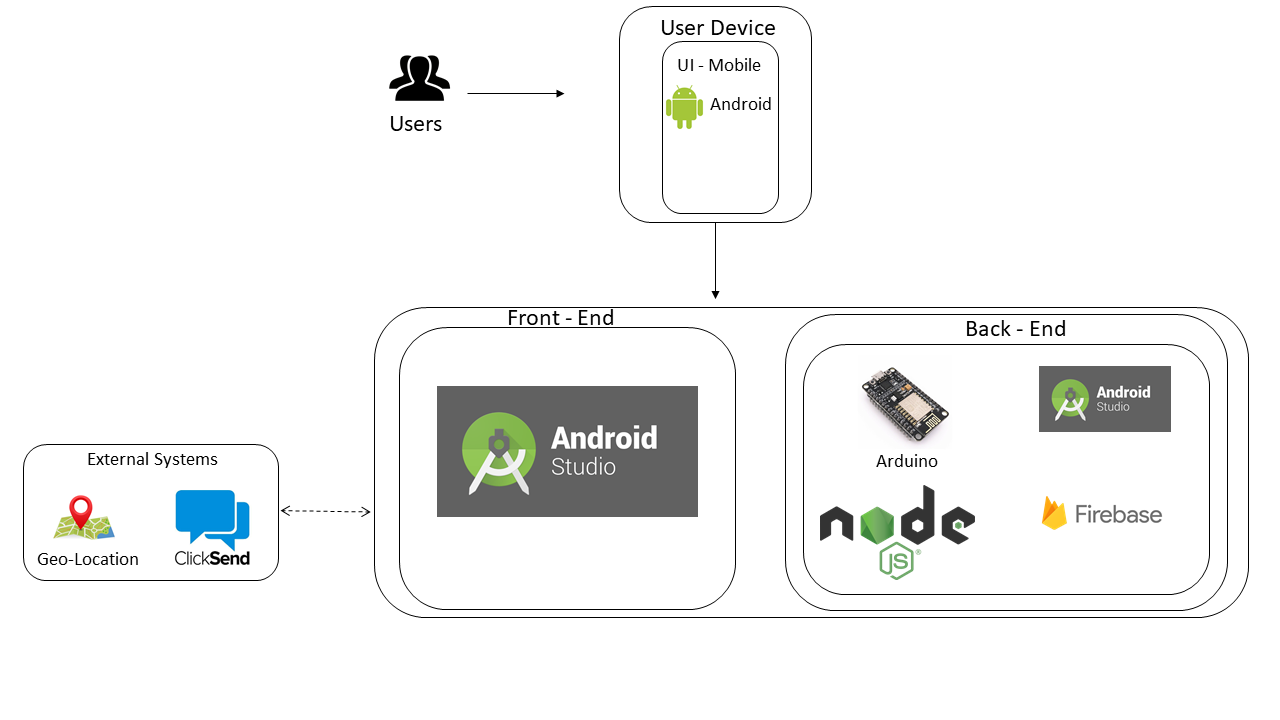 User Device
UI - Mobile
Android
Users
Front - End
Back - End
Android
Studio
Android
Studio
Arduino
External Systems
Geo-Location
ClickSend
node
JS
®
Firebase